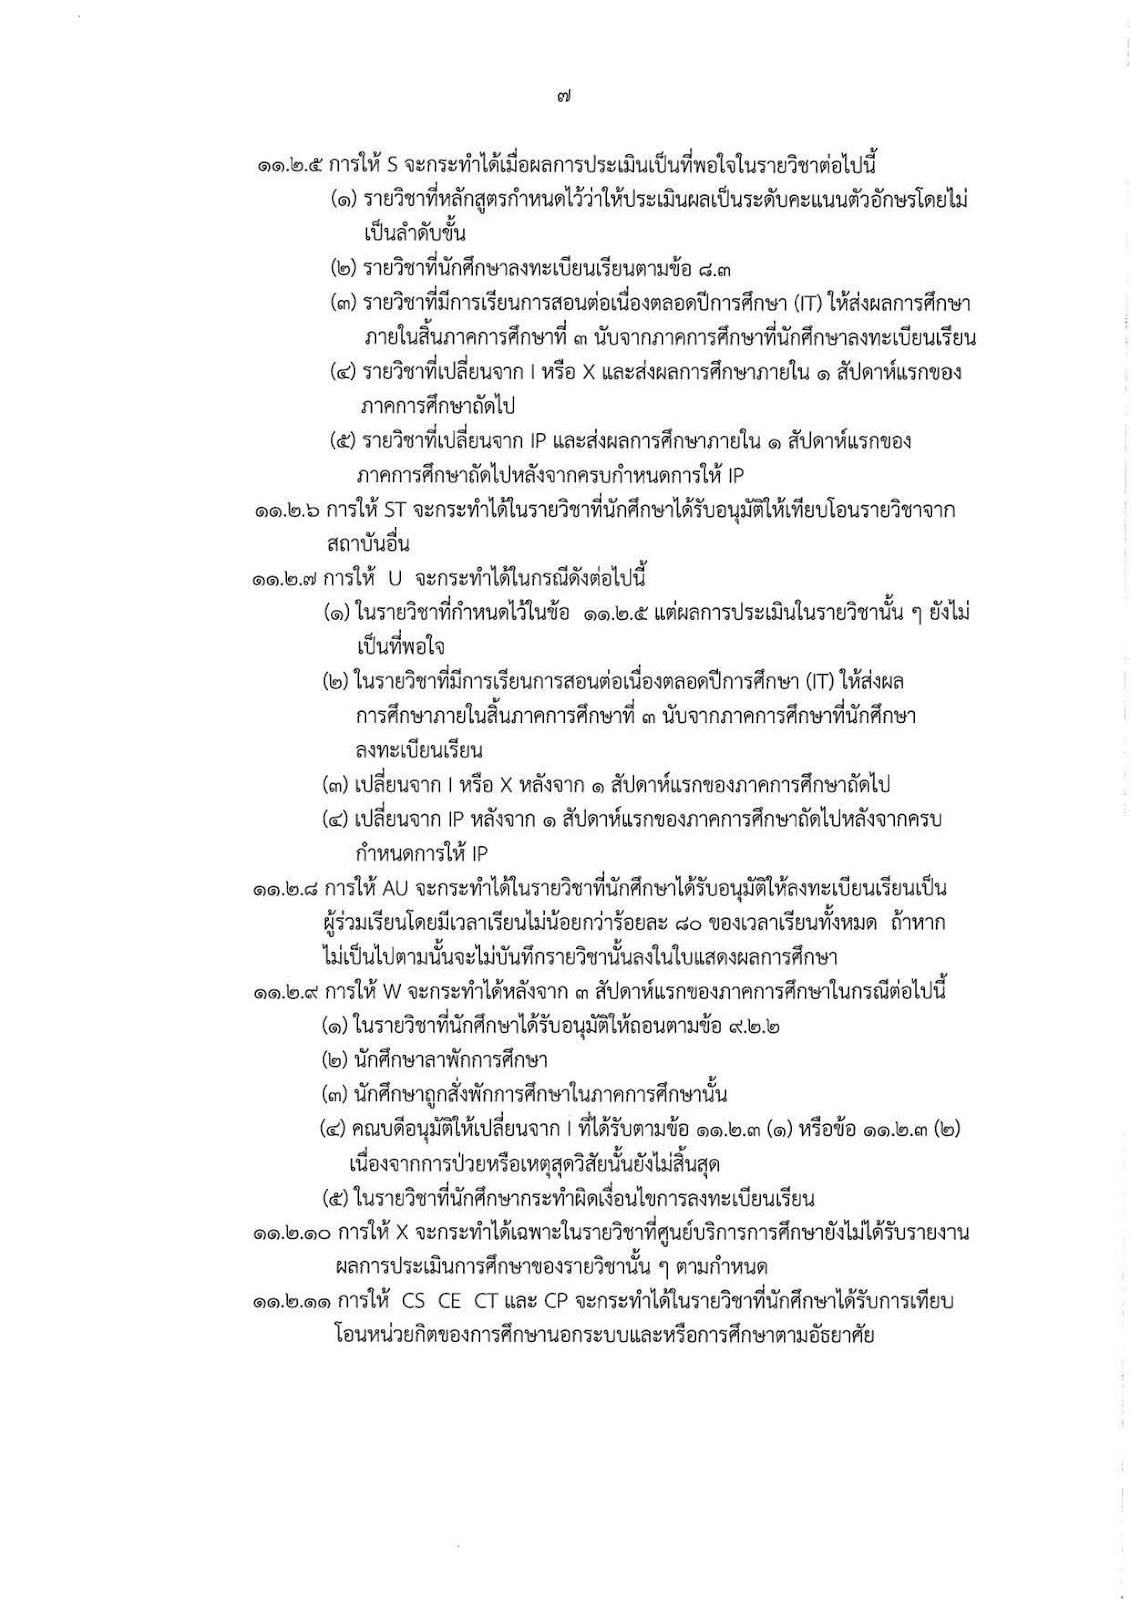 ๗
๑๑.๒.๕ การให้ S จะกระทำได้เมื่อผลการประเมินเป็นที่พอใจในรายวิชาต่อไปนี้
(๑) รายวิชาที่หลักสูตรกำหนดไว้ว่าให้ประเมินผลเป็นระดับคะแนนตัวอักษรโดยไม่
เป็นลำดับขั้น
(๒) รายวิชาที่นักศึกษาลงทะเบียนเรียนตามข้อ ๘.๓
(๓) รายวิชาที่มีการเรียนการสอนต่อเนื่องตลอดปีการศึกษา (IT) ให้ส่งผลการศึกษา
ภายในสิ้นภาคการศึกษาที่ ๓ นับจากภาคการศึกษาที่นักศึกษาลงทะเบียนเรียน
(๔) รายวิชาที่เปลี่ยนจาก I หรือ X และส่งผลการศึกษาภายใน ๑ สัปดาห์แรกของ
ภาคการศึกษาถัดไป
(๕) รายวิชาที่เปลี่ยนจาก IP และส่งผลการศึกษาภายใน ๑ สัปดาห์แรกของ
ภาคการศึกษาถัดไปหลังจากครบกำหนดการให้ IP
๑๑.๒.๖ การให้ ST จะกระทำได้ในรายวิชาที่นักศึกษาได้รับอนุมัติให้เทียบโอนรายวิชาจาก
สถาบันอื่น
๑๑.๒.๗ การให้ U จะกระทำได้ในกรณีดังต่อไปนี้
(๑) ในรายวิชาที่กำหนดไว้ในข้อ ๑๑.๒.๕ แต่ผลการประเมินในรายวิชานั้น ๆ ยังไม่
เป็นที่พอใจ
(๒) ในรายวิชาที่มีการเรียนการสอนต่อเนื่องตลอดปีการศึกษา (IT) ให้ส่งผล
การศึกษาภายในสิ้นภาคการศึกษาที่ ๓ นับจากภาคการศึกษาที่นักศึกษา
ลงทะเบียนเรียน
(๓) เปลี่ยนจาก I หรือ X หลังจาก ๑ สัปดาห์แรกของภาคการศึกษาถัดไป
(๔) เปลี่ยนจาก IP หลังจาก ๑ สัปดาห์แรกของภาคการศึกษาถัดไปหลังจากครบ
กำหนดการให้ IP
๑๑.๒.๘ การให้ AU จะกระทำได้ในรายวิชาที่นักศึกษาได้รับอนุมัติให้ลงทะเบียนเรียนเป็น
ผู้ร่วมเรียนโดยมีเวลาเรียนไม่น้อยกว่าร้อยละ ๘๐ ของเวลาเรียนทั้งหมด ถ้าหาก
ไม่เป็นไปตามนั้นจะไม่บันทึกรายวิชานั้นลงในใบแสดงผลการศึกษา
๑๑.๒.๙ การให้ W จะกระทำได้หลังจาก ๓ สัปดาห์แรกของภาคการศึกษาในกรณีต่อไปนี้
(๑) ในรายวิชาที่นักศึกษาได้รับอนุมัติให้ถอนตามข้อ ๙.๒.๒
(๒) นักศึกษาลาพักการศึกษา
(๓) นักศึกษาถูกสั่งพักการศึกษาในภาคการศึกษานั้น
(๔) คณบดีอนุมัติให้เปลี่ยนจาก I ที่ได้รับตามข้อ ๑๑.๒.๓ (๑) หรือข้อ ๑๑.๒.๓ (๒)
เนื่องจากการป่วยหรือเหตุสุดวิสัยนั้นยังไม่สิ้นสุด
(๕) ในรายวิชาที่นักศึกษากระทำผิดเงื่อนไขการลงทะเบียนเรียน
๑๑.๒.๑๐ การให้ X จะกระทำได้เฉพาะในรายวิชาที่ศูนย์บริการการศึกษายังไม่ได้รับรายงาน
ผลการประเมินการศึกษาของรายวิชานั้น ๆ ตามกำหนด
๑๑.๒.๑๑ การให้ CS CE CT และ CP จะกระทำได้ในรายวิชาที่นักศึกษาได้รับการเทียบ
โอนหน่วยกิตของการศึกษานอกระบบและหรือการศึกษาตามอัธยาศัย